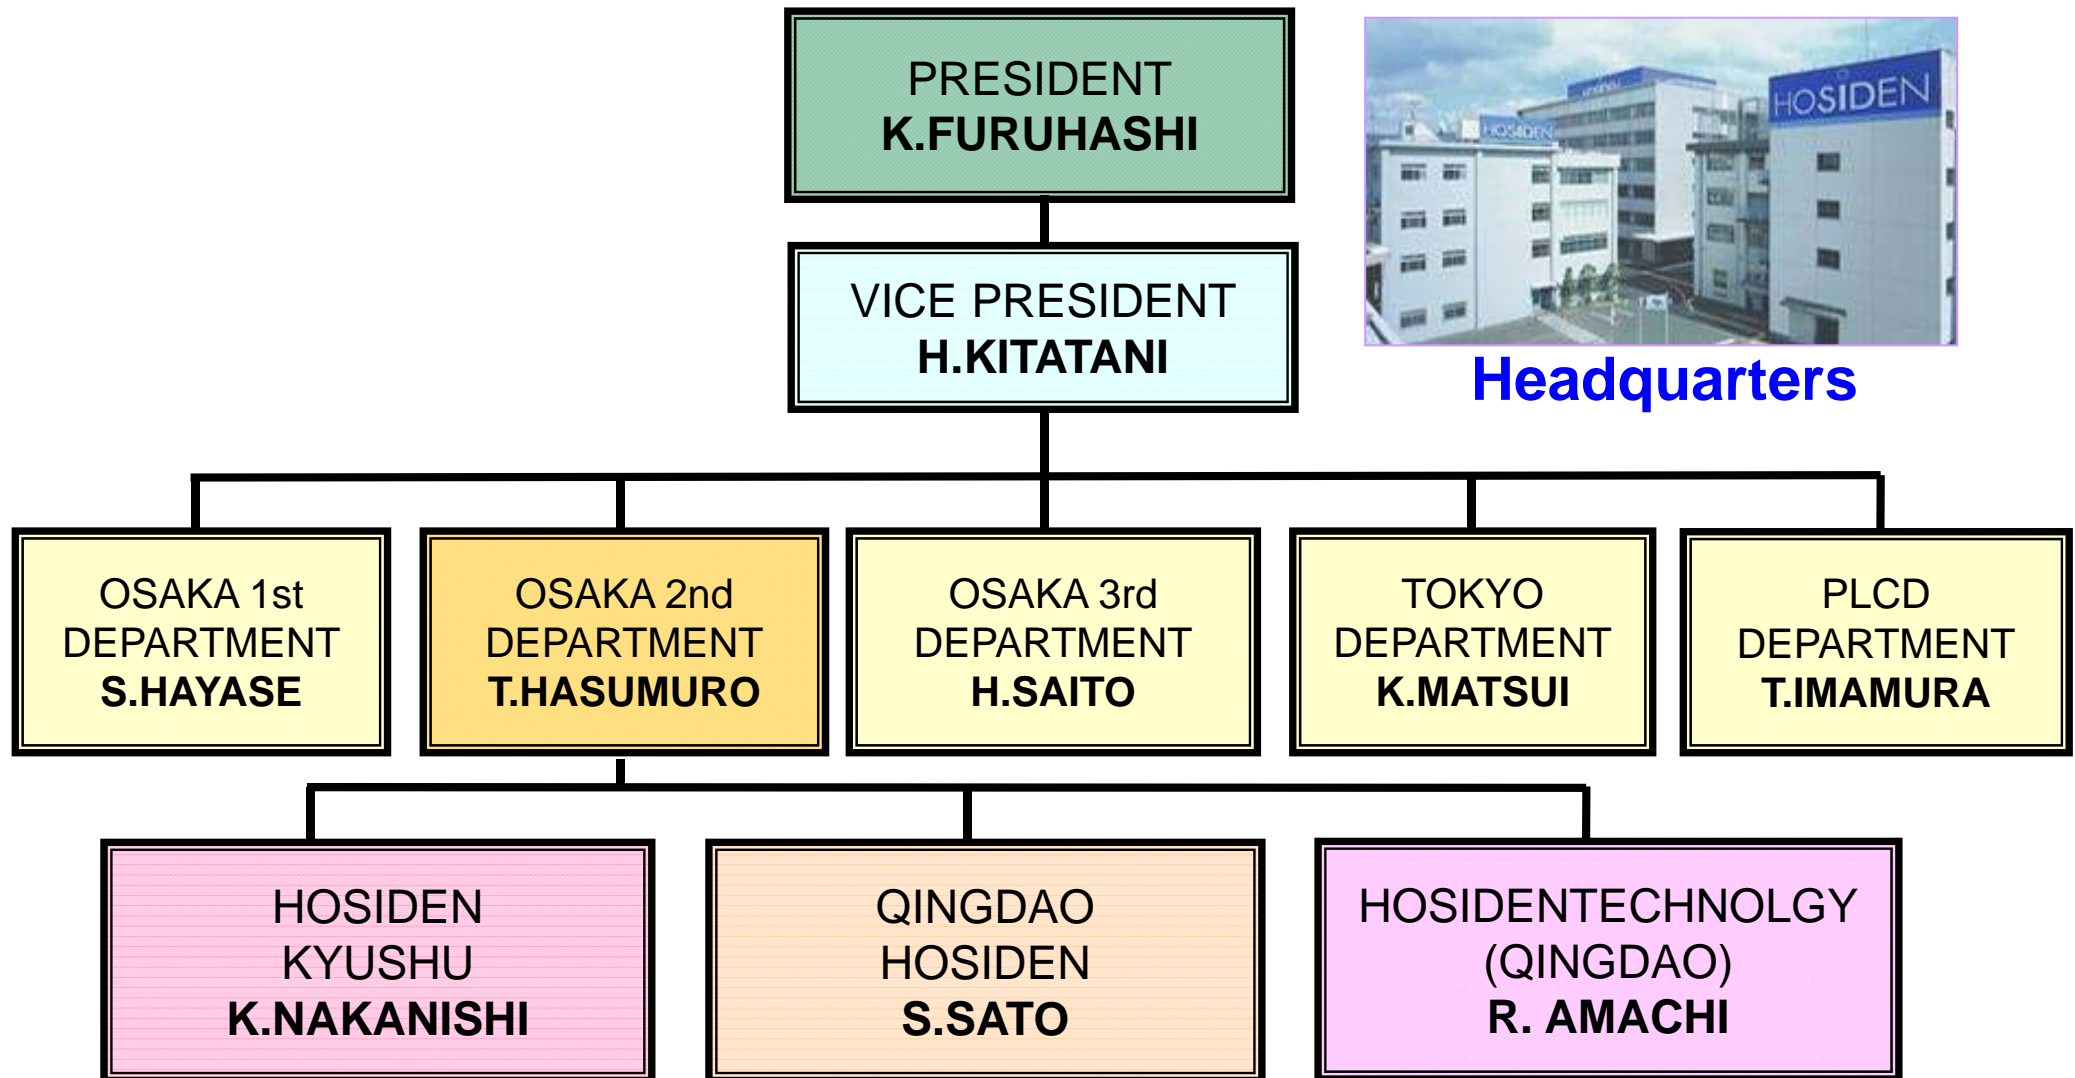 PRESIDENT
K.FURUHASHI
HOSIDEN
HOSIDEN
VICE PRESIDENT
H.KITATANI
Headquarters
OSAKA 1st
DEPARTMENT
S.HAYASE
OSAKA 2nd
DEPARTMENT
T.HASUMURO
OSAKA 3rd
DEPARTMENT
H.SAITO
TOKYO
DEPARTMENT
K.MATSUI
PLCD
DEPARTMENT
T.IMAMURA
HOSIDEN
KYUSHU
K.NAKANISHI
QINGDAO
HOSIDEN
S.SATO
HOSIDENTECHNOLGY
(QINGDAO)
R. AMACHI